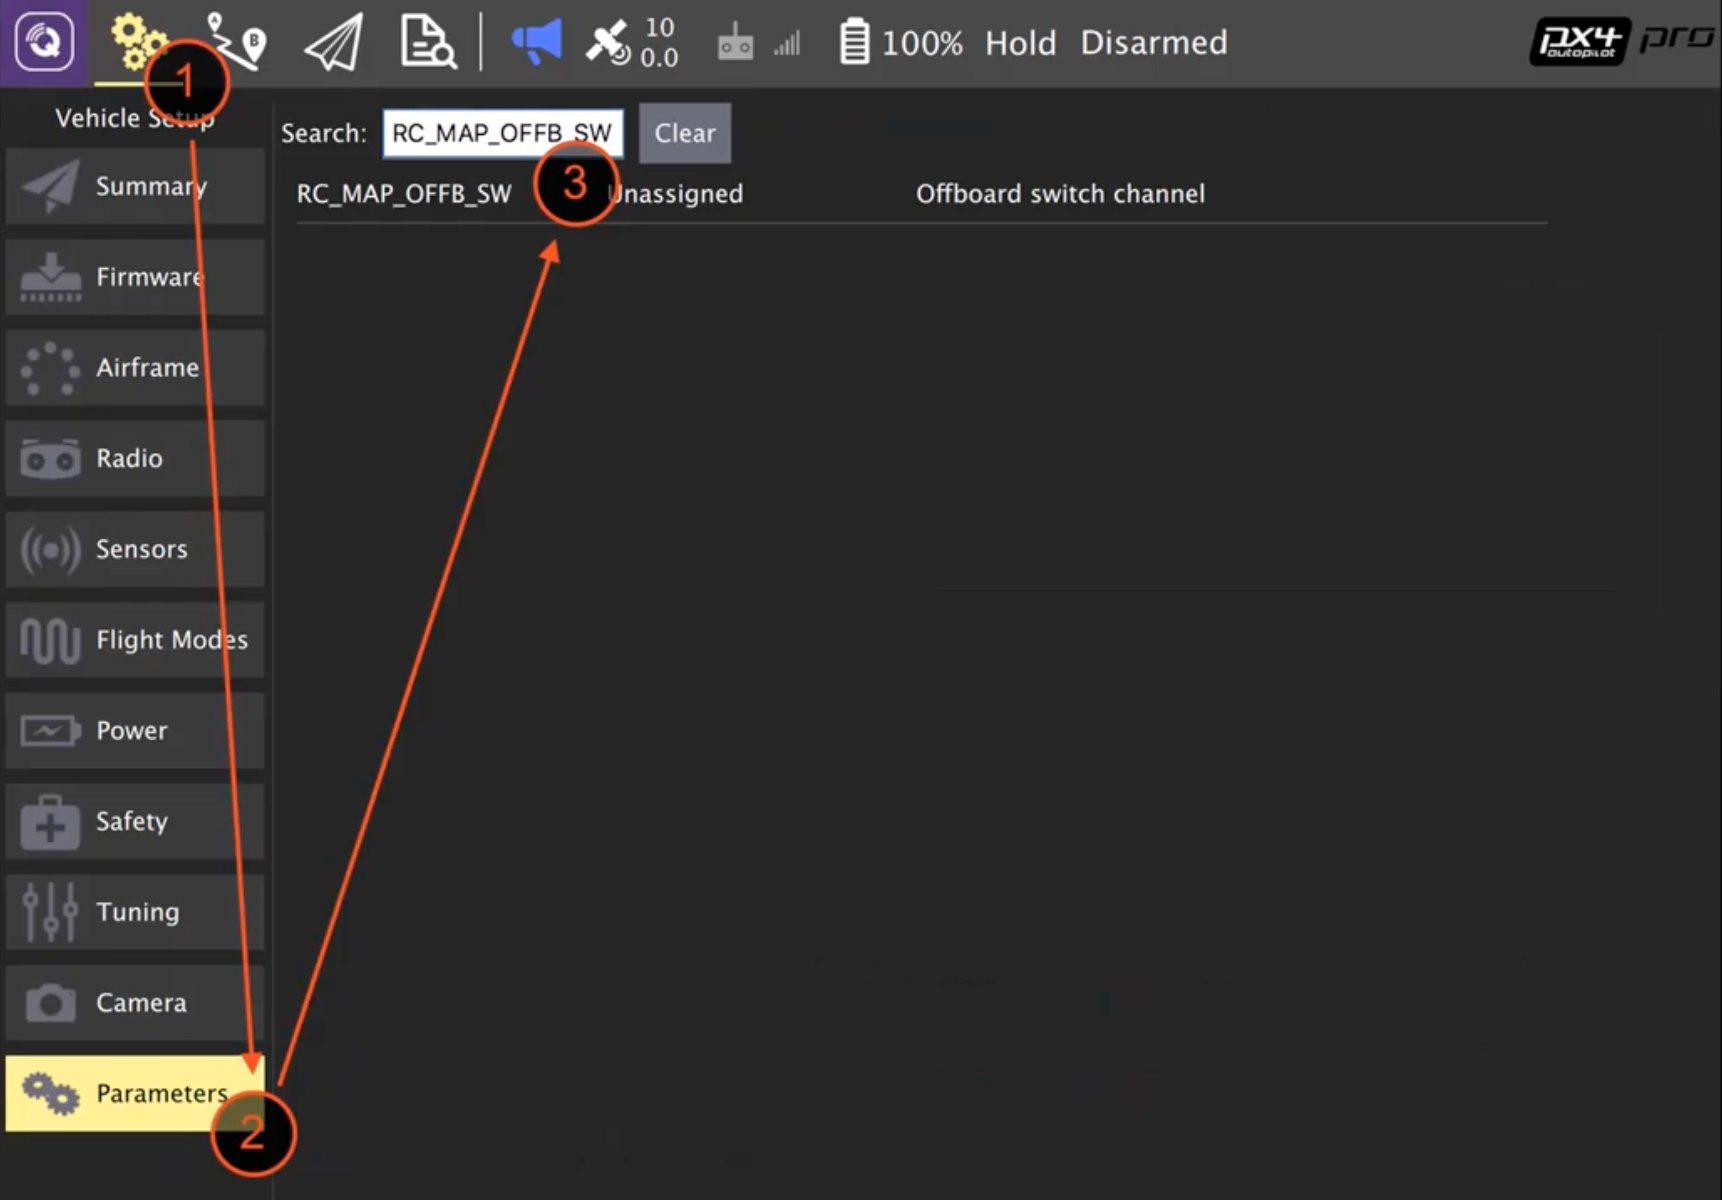 10
0.0
100% Hold Disarmed
px4
autopilot
pro
1
Vehicle Setup
Search: RC_MAP_OFFB_SW Clear
RC_MAP_OFFB_SW 3 Unassigned Offboard switch channel
Summary
Firmware
Airframe
Radio
Sensors
Flight Modes
Power
Safety
Tuning
Camera
Parameters
2